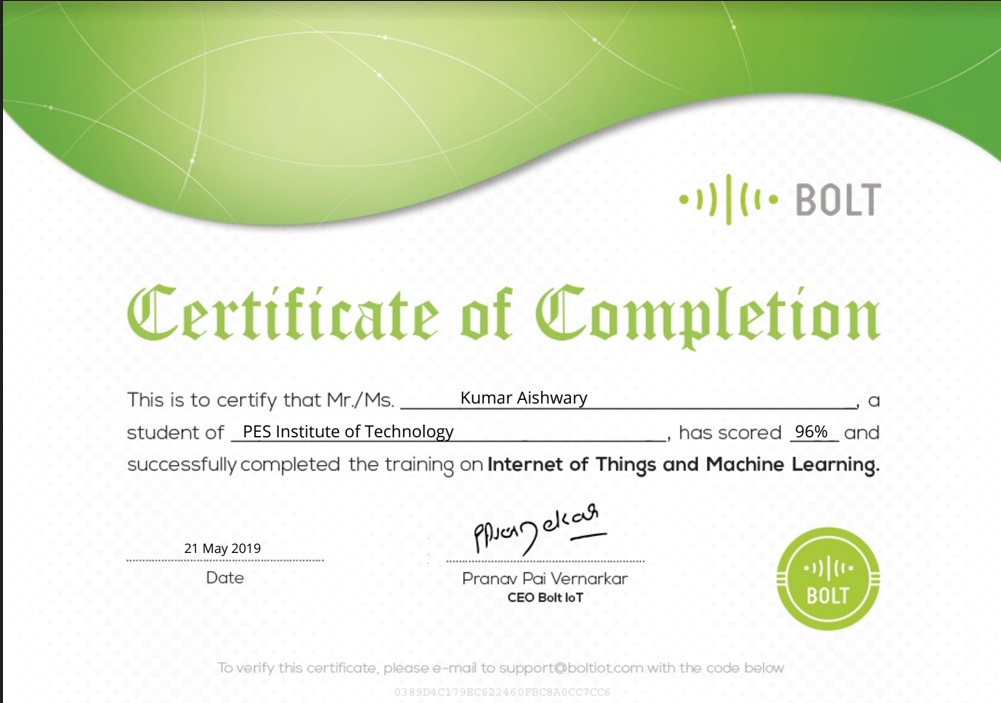 BOLT
Certificate of Completion
This is to certify that Mr./Ms. Kumar Aishwary, a
student of PES Institute of Technology, has scored 96% and
successfully completed the training on Internet of Things and Machine Learning.
21 May 2019
Date
Pranav Pai Vernarkar
CEO Bolt IoT
BOLT
To verify this certificate, please e-mail to support@boltiot.com with the code below
0389D4C179EC622460FBC8A0CC7CC6